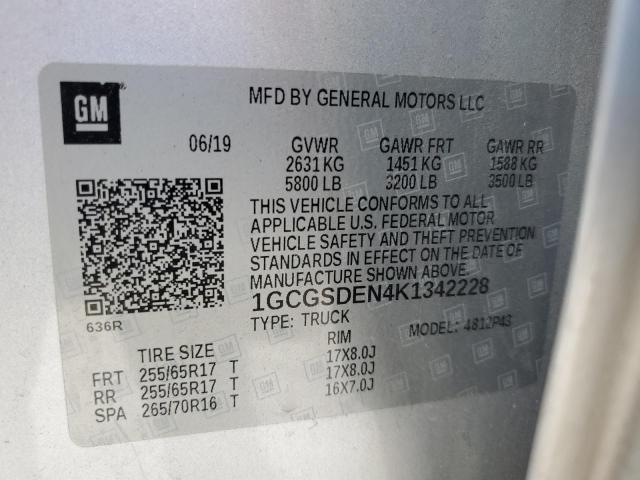 GM
MFD BY GENERAL MOTORS LLC
06/19 GVWR GAWR FRT GAWR RR
2631 KG 1451 KG 1588 KG
5800 LB 3200 LB 3500 LB
THIS VEHICLE CONFORMS TO ALL
APPLICABLE U.S. FEDERAL MOTOR
VEHICLE SAFETY AND THEFT PREVENTION
STANDARDS IN EFFECT ON THE DATE OF
MANUFACTURE SHOWN ABOVE.
1GCGSDEN4K1342228
636R TYPE: TRUCK MODEL: 4812P43
TIRE SIZE RIM
FRT 255/65R17 T 17X8.0J
RR 255/65R17 T 17X8.0J
SPA 265/70R16 T 16X7.0J